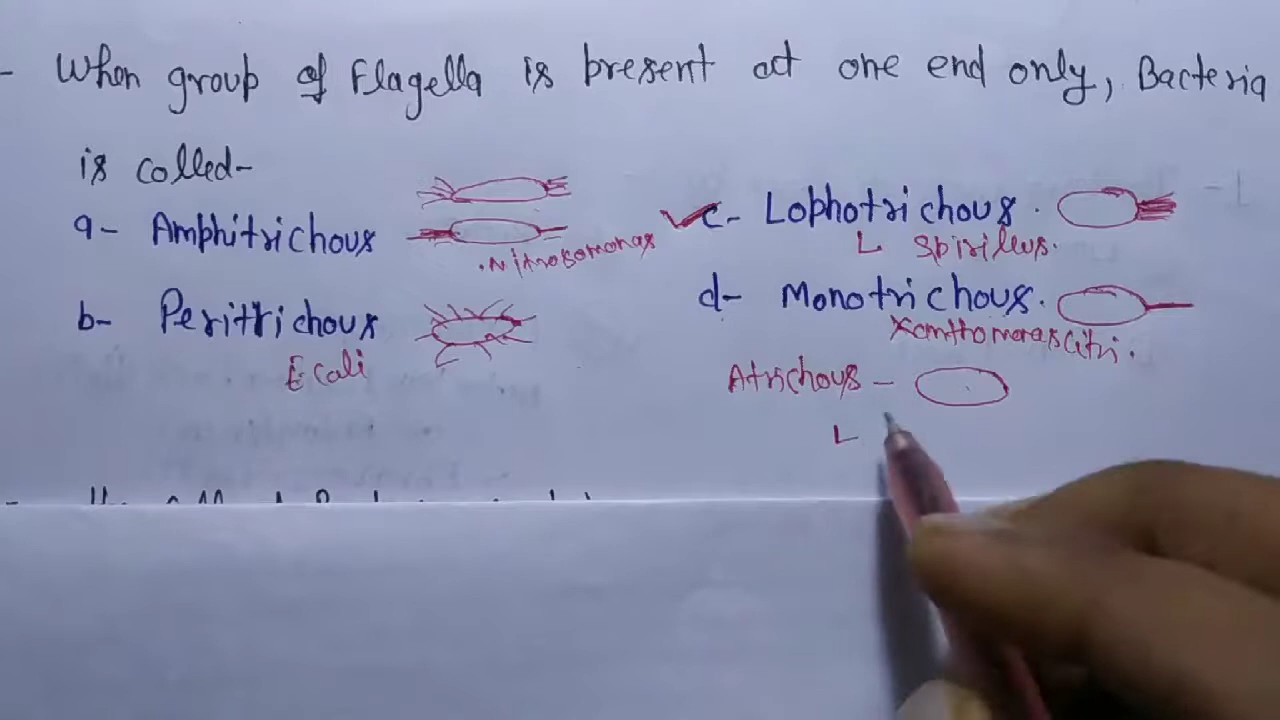 - When group of Flagella is present at one end only, Bacteria
is called-
a- Amphitrichous
.Nitrosomonas
b- Peritrichous
E cali
c- Lophotrichous.
L Spirillus.
d- Monotrichous.
Xanthomonas citri.
Atrichous -
L